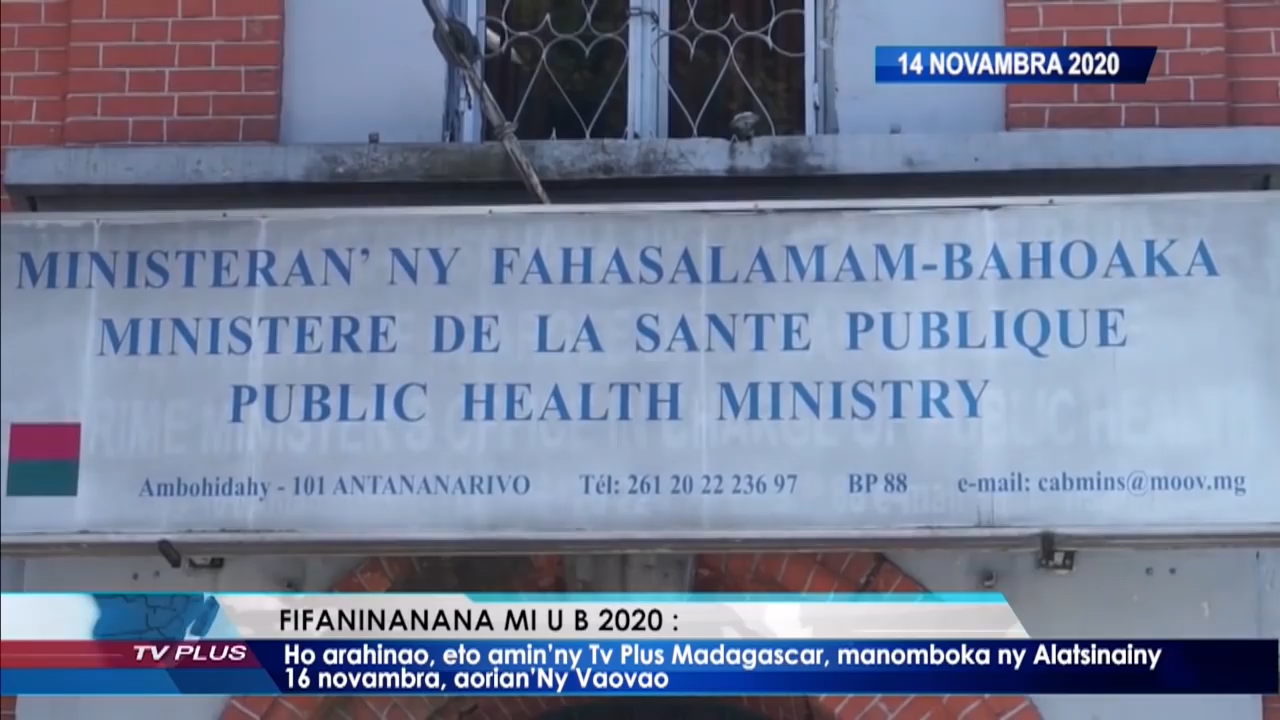 14 NOVAMBRA 2020
MINISTERAN' NY FAHASALAMAM-BAHOAKA
MINISTERE DE LA SANTE PUBLIQUE
PUBLIC HEALTH MINISTRY
Ambohidahy - 101 ANTANANARIVO Tél: 261 20 22 236 97 BP 88 e-mail: cabmins@moov.mg
FIFANINANANA MI U B 2020 :
TV PLUS
Ho arahinao, eto amin'ny Tv Plus Madagascar, manomboka ny Alatsinainy
16 novambra, aorian'Ny Vaovao